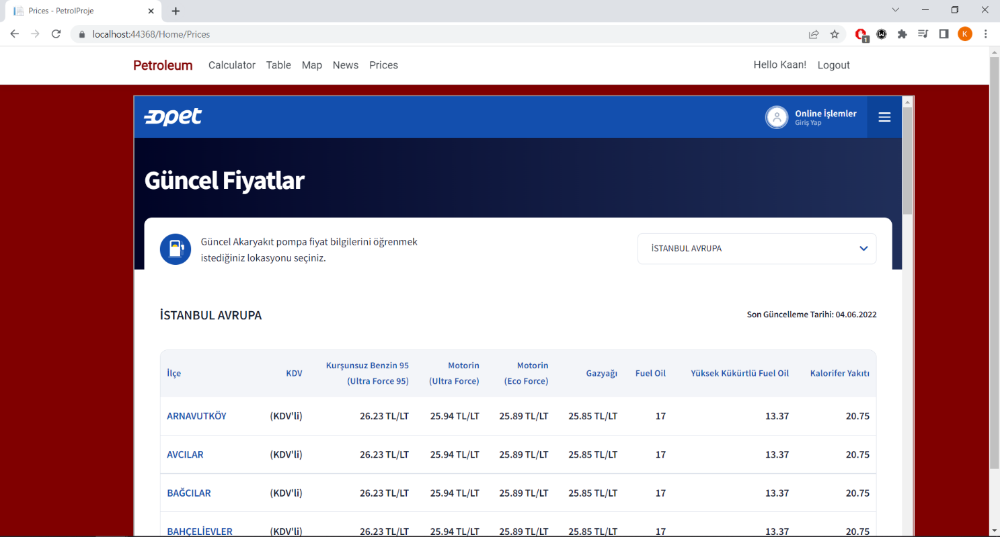 Prices - PetrolProje
localhost:44368/Home/Prices
1
K
Petroleum Calculator Table Map News Prices Hello Kaan! Logout
opet
Online İşlemler
Giriş Yap
Güncel Fiyatlar
Güncel Akaryakıt pompa fiyat bilgilerini öğrenmek
istediğiniz lokasyonu seçiniz.
İSTANBUL AVRUPA
İSTANBUL AVRUPA
Son Güncelleme Tarihi: 04.06.2022
İlçe KDV Kurşunsuz Benzin 95 (Ultra Force 95) Motorin (Ultra Force) Motorin (Eco Force) Gazyağı Fuel Oil Yüksek Kükürtlü Fuel Oil Kalorifer Yakıtı
ARNAVUTKÖY (KDV'li) 26.23 TL/LT 25.94 TL/LT 25.89 TL/LT 25.85 TL/LT 17 13.37 20.75
AVCILAR (KDV'li) 26.23 TL/LT 25.94 TL/LT 25.89 TL/LT 25.85 TL/LT 17 13.37 20.75
BAĞCILAR (KDV'li) 26.23 TL/LT 25.94 TL/LT 25.89 TL/LT 25.85 TL/LT 17 13.37 20.75
BAHÇELİEVLER (KDV'li) 26.23 TL/LT 25.94 TL/LT 25.89 TL/LT 25.85 TL/LT 17 13.37 20.75